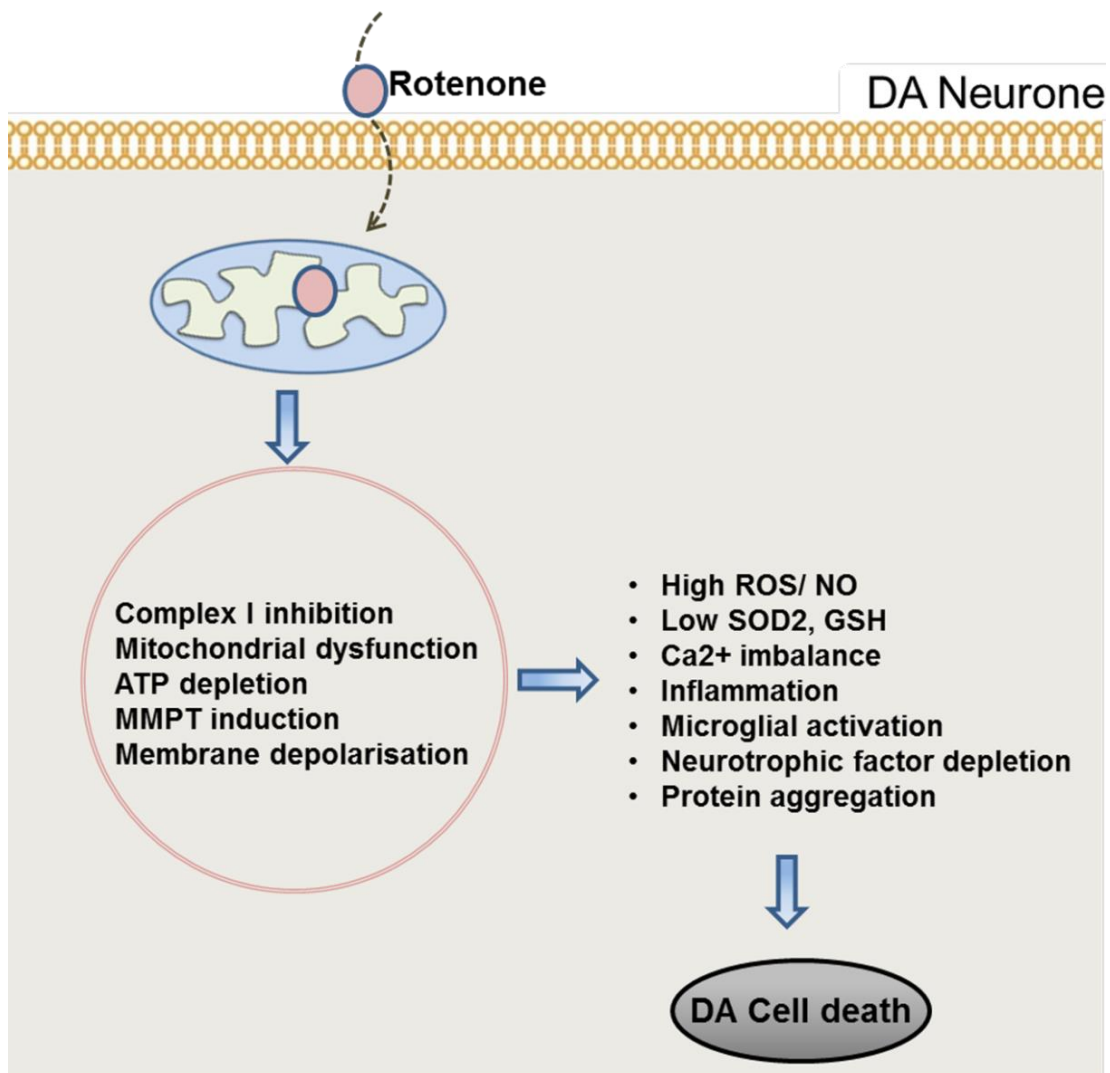 Rotenone
DA Neurone
Complex I inhibition
Mitochondrial dysfunction
ATP depletion
MMPT induction
Membrane depolarisation
• High ROS/ NO
• Low SOD2, GSH
• Ca2+ imbalance
• Inflammation
• Microglial activation
• Neurotrophic factor depletion
• Protein aggregation
DA Cell death